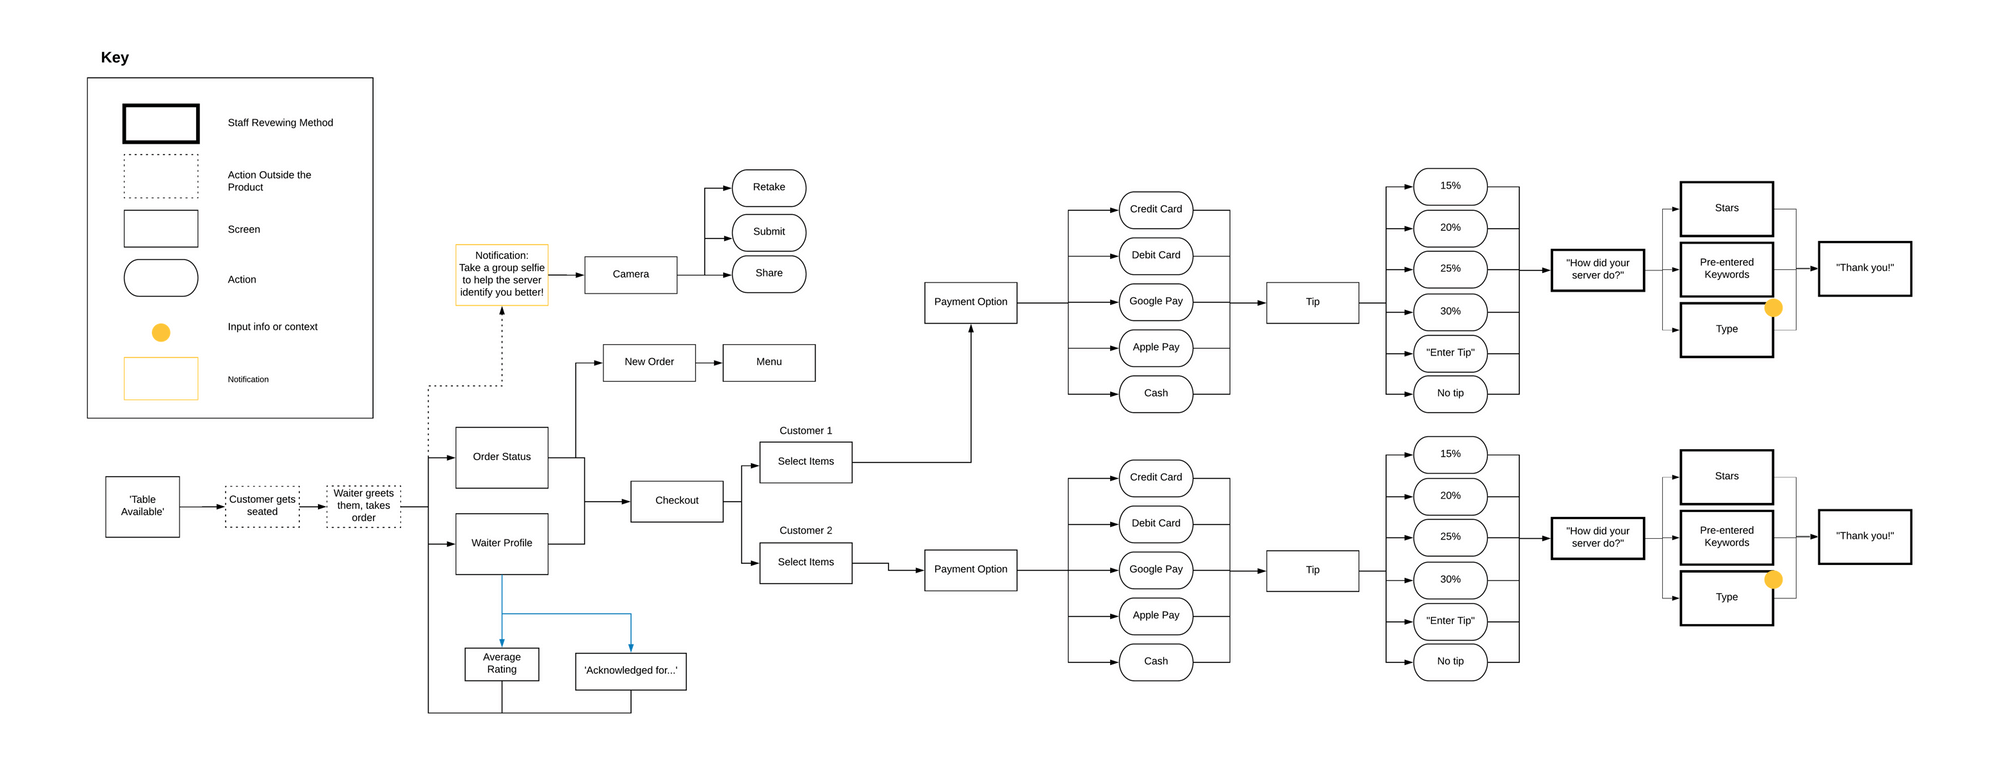 Key
Staff Revewing Method
Action Outside the
Product
Screen
Action
Input info or context
Notification
'Table
Available'
Customer gets
seated
Waiter greets
them, takes
order
Notification:
Take a group selfie
to help the server
identify you better!
Camera
Retake
Submit
Share
New Order
Menu
Order Status
Waiter Profile
Average
Rating
'Acknowledged for...'
Checkout
Customer 1
Select Items
Customer 2
Select Items
Payment Option
Credit Card
Debit Card
Google Pay
Apple Pay
Cash
Tip
15%
20%
25%
30%
"Enter Tip"
No tip
"How did your
server do?"
Stars
Pre-entered
Keywords
Type
"Thank you!"
Payment Option
Credit Card
Debit Card
Google Pay
Apple Pay
Cash
Tip
15%
20%
25%
30%
"Enter Tip"
No tip
"How did your
server do?"
Stars
Pre-entered
Keywords
Type
"Thank you!"